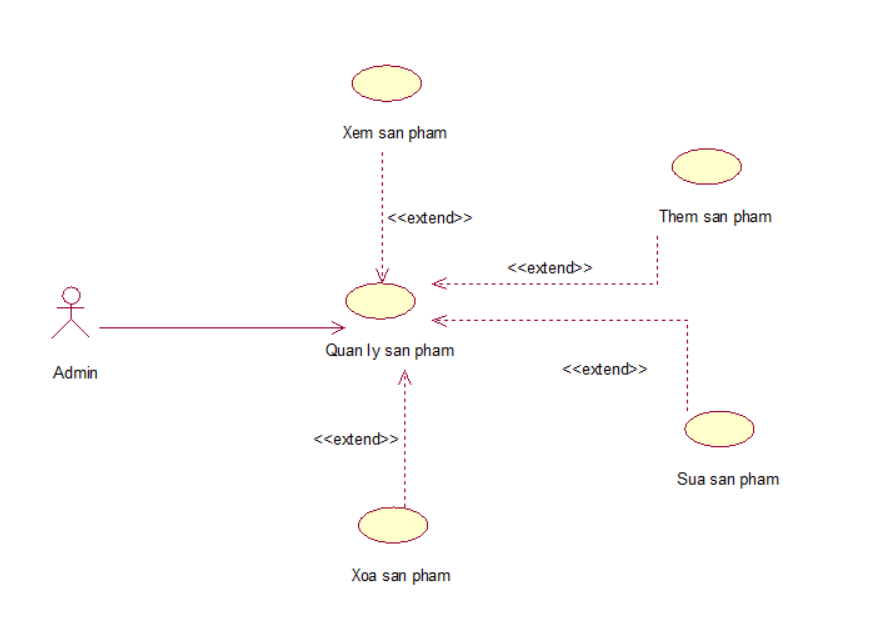 Xem san pham
<<extend>>
Them san pham
<<extend>>
Admin
Quan ly san pham
<<extend>>
<<extend>>
Sua san pham
Xoa san pham